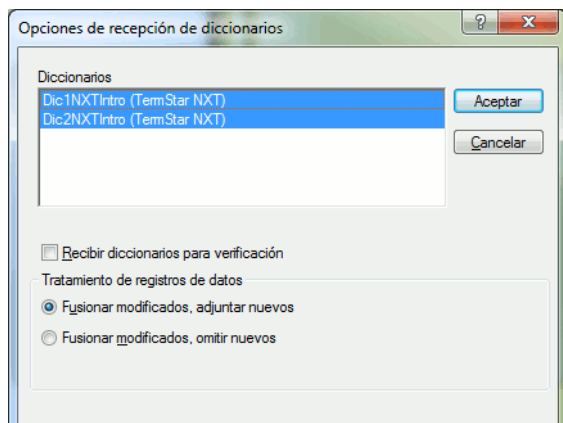 Opciones de recepción de diccionarios
?
X
Diccionarios
Dic1NXTIntro (TermStar NXT)
Dic2NXTIntro (TermStar NXT)
Aceptar
Cancelar
Recibir diccionarios para verificación
Tratamiento de registros de datos
Fusionar modificados, adjuntar nuevos
Fusionar modificados, omitir nuevos